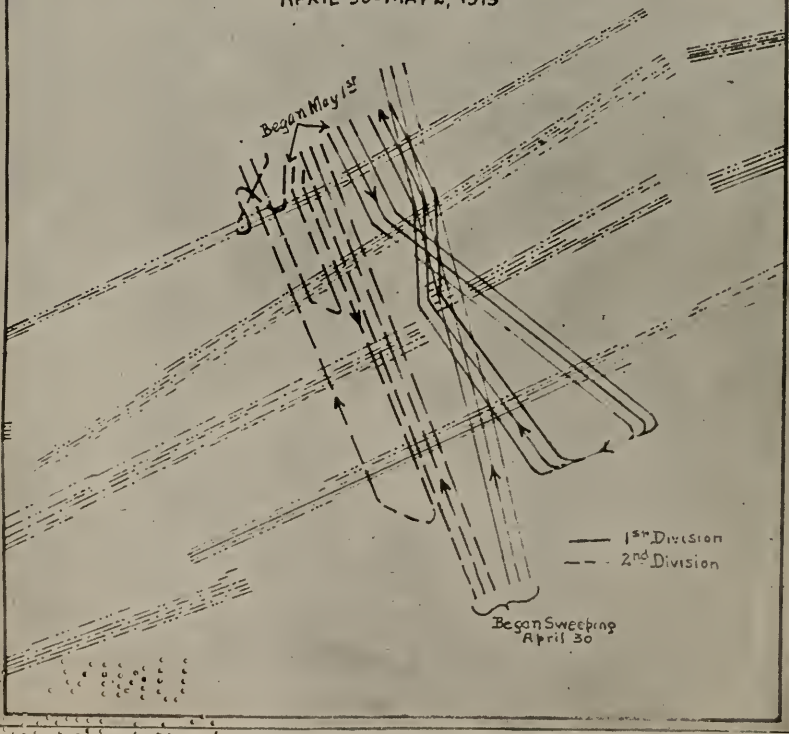 APRIL 30-MAY 2, 1919
Began May 1st
1st Division
2nd Division
Began Sweeping
April 30